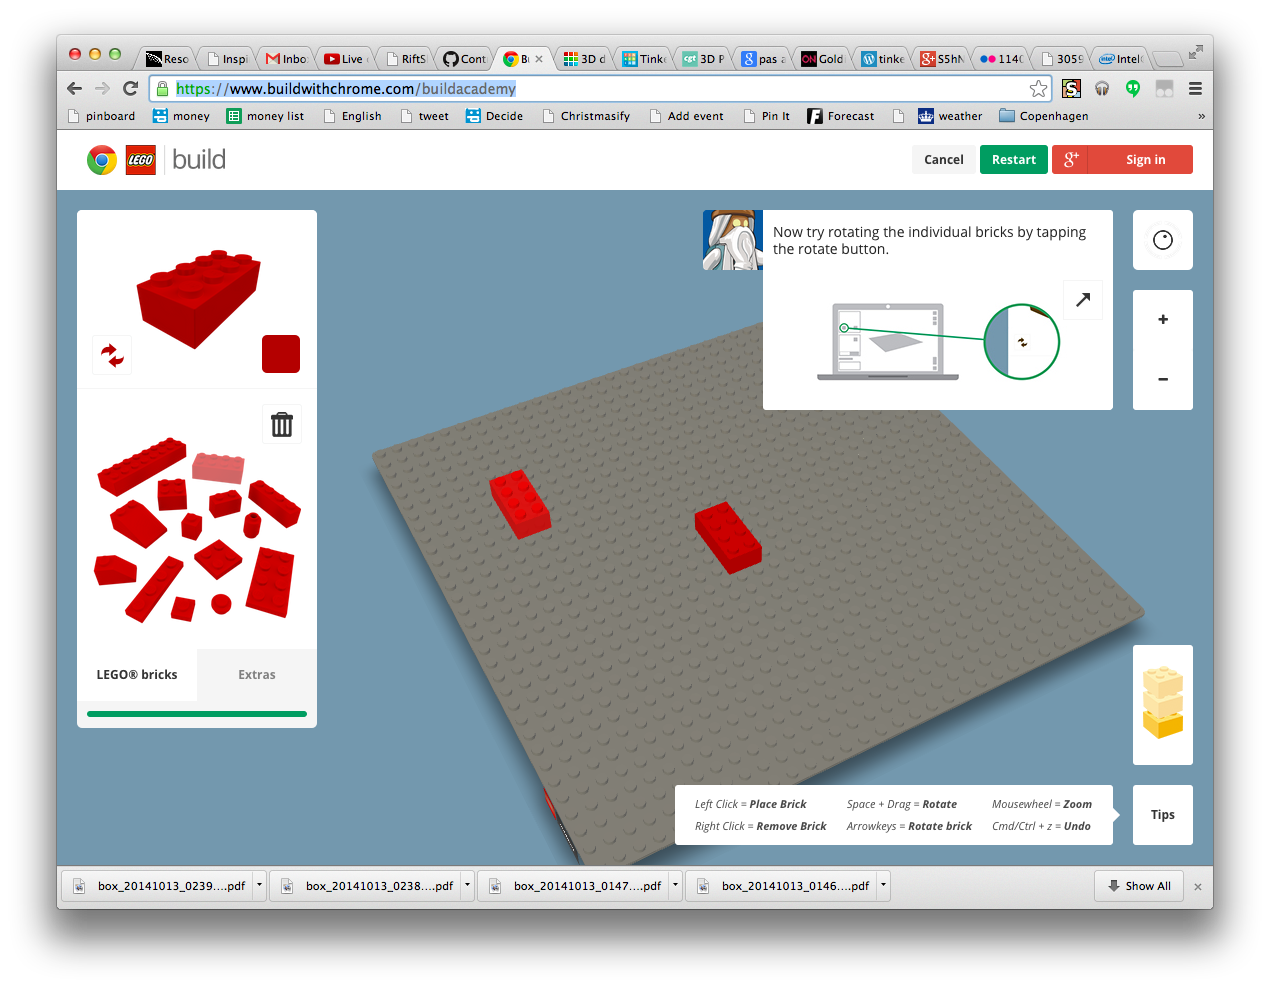 Reso
Inspi
Inbo
Live
RiftS
Cont
3D d
Tink
3D P
pas a
Gold
tinke
S5hN
1140
3059
Intel
https://www.buildwithchrome.com/buildacademy
pinboard
money
money list
English
tweet
Decide
Christmasify
Add event
Pin It
Forecast
weather
Copenhagen
»
LEGO build
Cancel
Restart
g+ Sign in
Now try rotating the individual bricks by tapping
the rotate button.
+
−
LEGO® bricks
Extras
Left Click = Place Brick
Space + Drag = Rotate
Mousewheel = Zoom
Right Click = Remove Brick
Arrowkeys = Rotate brick
Cmd/Ctrl + z = Undo
Tips
box_20141013_0239....pdf
box_20141013_0238....pdf
box_20141013_0147....pdf
box_20141013_0146....pdf
Show All